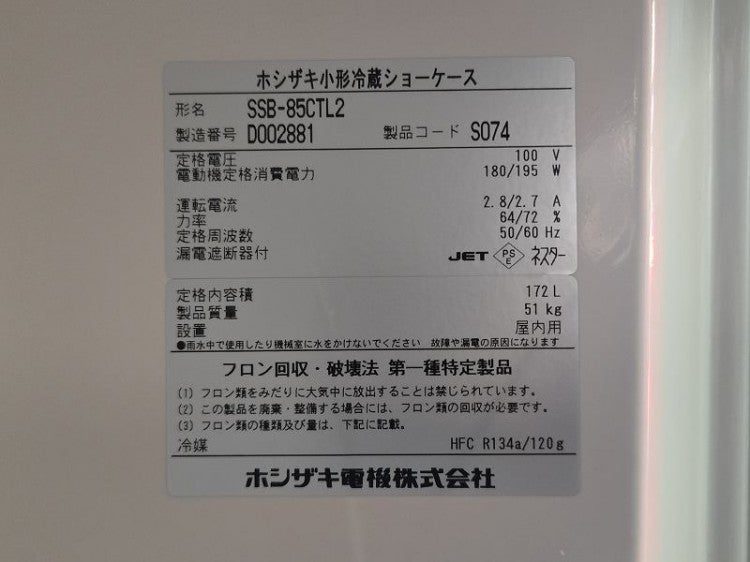 ホシザキ小形冷蔵ショーケース
形名 SSB-85CTL2
製造番号 D002881 製品コード S074
定格電圧 100 V
電動機定格消費電力 180/195 W
運転電流 2.8/2.7 A
力率 64/72 %
定格周波数 50/60 Hz
漏電遮断器付 JET PS E ネスター
定格内容積 172 L
製品質量 51 kg
設置 屋内用
●雨水中で使用したり機械室に水をかけないでください 故障や漏電の原因になります
フロン回収・破壊法 第一種特定製品
(1) フロン類をみだりに大気中に放出することは禁じられています。
(2) この製品を廃棄・整備する場合には、フロン類の回収が必要です。
(3) フロン類の種類及び量は、下記に記載。
冷媒 HFC R134a/120g
ホシザキ電機株式会社